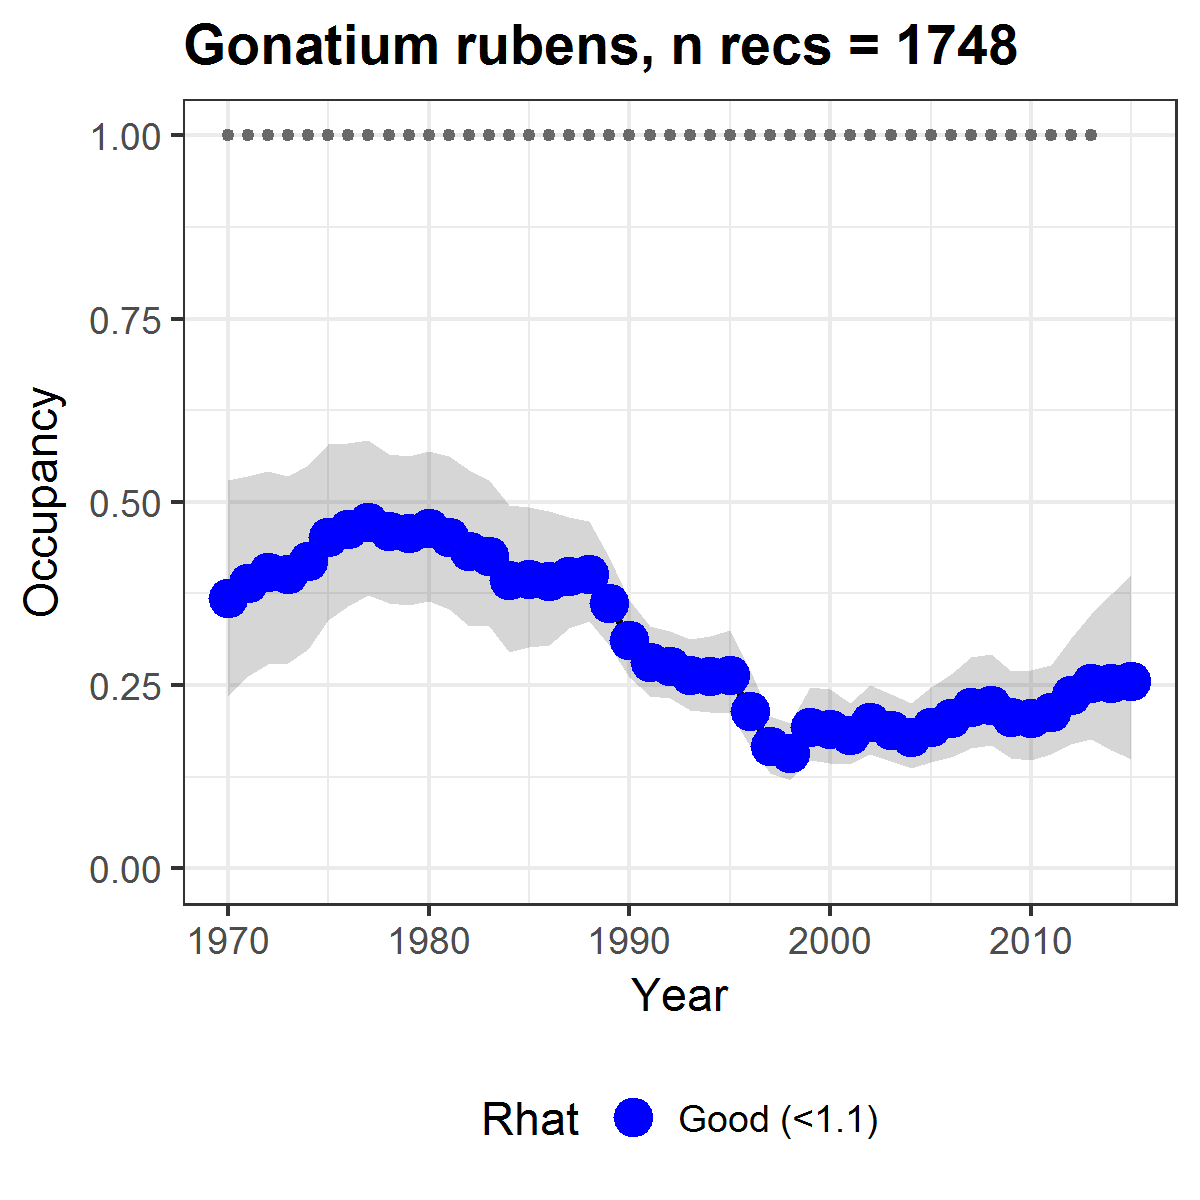 Gonatium rubens, n recs = 1748
1.00
0.75
0.50
0.25
0.00
Occupancy
1970 1980 1990 2000 2010
Year
Rhat Good (<1.1)